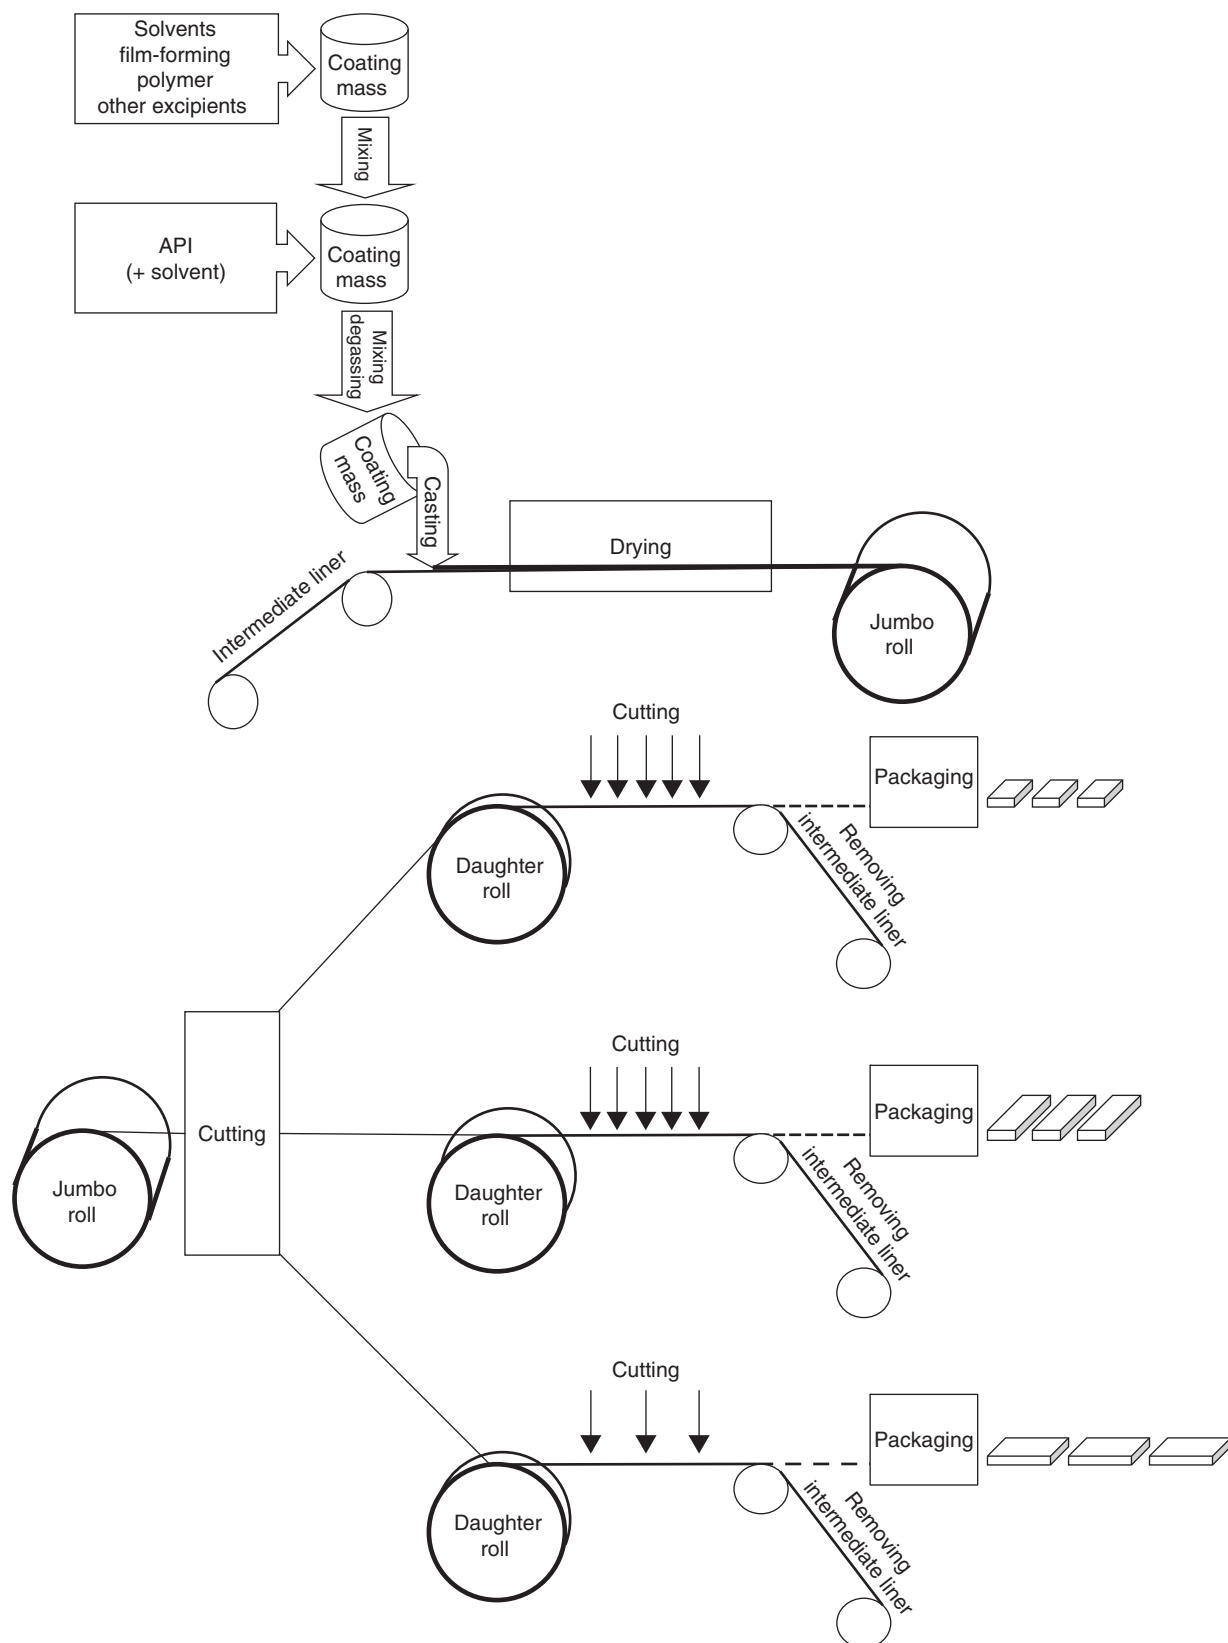 Solvents
film-forming
polymer
other excipients
Coating
mass
Mixing
API
(+ solvent)
Coating
mass
Mixing
degassing
Coating
mass
Casting
Drying
Intermediate liner
Jumbo
roll
Cutting
Packaging
Daughter
roll
Removing
intermediate liner
Cutting
Packaging
Jumbo
roll
Cutting
Daughter
roll
Removing
intermediate liner
Cutting
Packaging
Daughter
roll
Removing
intermediate liner